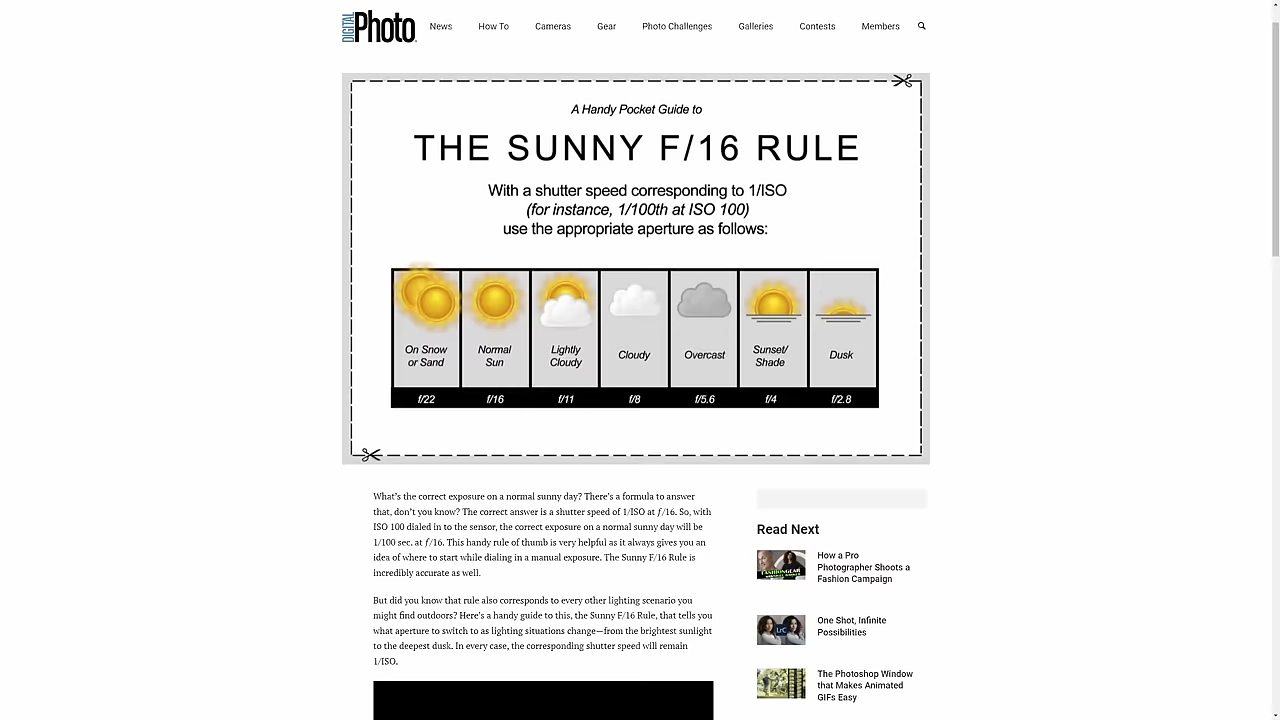 DIGITAL Photo
News How To Cameras Gear Photo Challenges Galleries Contests Members
A Handy Pocket Guide to
THE SUNNY F/16 RULE
With a shutter speed corresponding to 1/ISO
(for instance, 1/100th at ISO 100)
use the appropriate aperture as follows:
On Snow or Sand
Normal Sun
Lightly Cloudy
Cloudy
Overcast
Sunset/ Shade
Dusk
f/22 f/16 f/11 f/8 f/5.6 f/4 f/2.8
What's the correct exposure on a normal sunny day? There's a formula to answer
that, don't you know? The correct answer is a shutter speed of 1/ISO at ƒ/16. So, with
ISO 100 dialed in to the sensor, the correct exposure on a normal sunny day will be
1/100 sec. at ƒ/16. This handy rule of thumb is very helpful as it always gives you an
idea of where to start while dialing in a manual exposure. The Sunny F/16 Rule is
incredibly accurate as well.
But did you know that rule also corresponds to every other lighting scenario you
might find outdoors? Here's a handy guide to this, the Sunny F/16 Rule, that tells you
what aperture to switch to as lighting situations change—from the brightest sunlight
to the deepest dusk. In every case, the corresponding shutter speed will remain
1/ISO.
Read Next
How a Pro
Photographer Shoots a
Fashion Campaign
One Shot, Infinite
Possibilities
The Photoshop Window
that Makes Animated
GIFs Easy